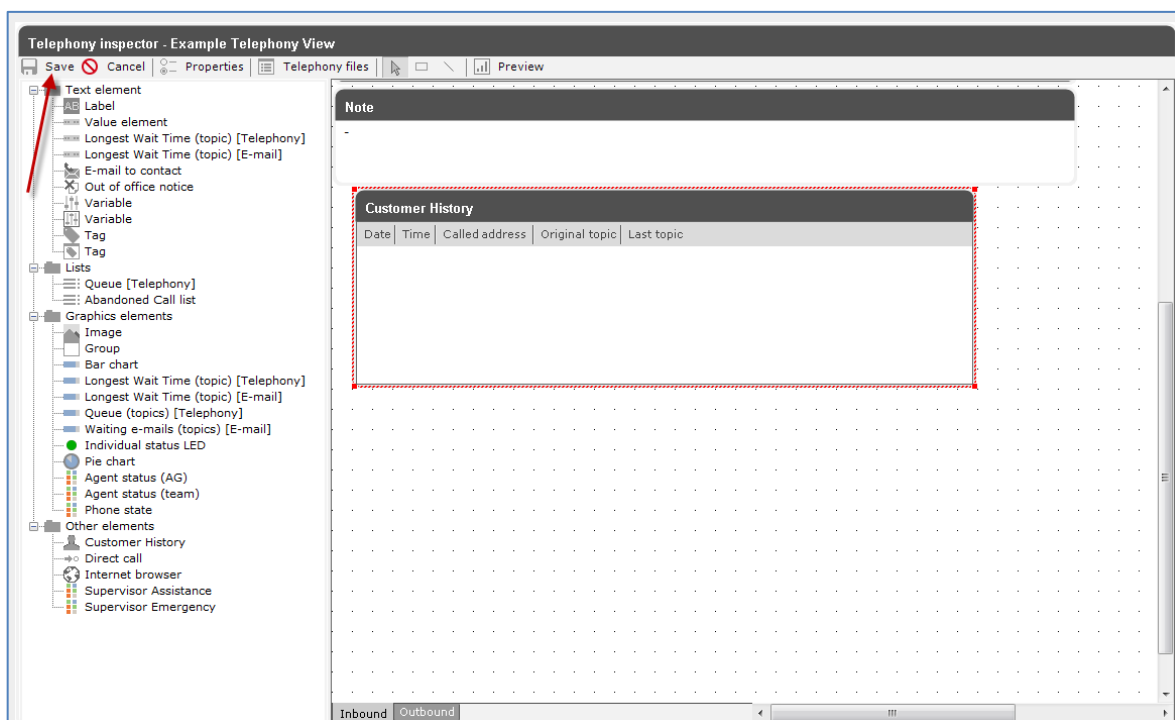 Telephony inspector - Example Telephony View
Save Cancel Properties Telephony files Preview
Text element
AB Label
Value element
Longest Wait Time (topic) [Telephony]
Longest Wait Time (topic) [E-mail]
E-mail to contact
Out of office notice
Variable
Variable
Tag
Tag
Lists
Queue [Telephony]
Abandoned Call list
Graphics elements
Image
Group
Bar chart
Longest Wait Time (topic) [Telephony]
Longest Wait Time (topic) [E-mail]
Queue (topics) [Telephony]
Waiting e-mails (topics) [E-mail]
Individual status LED
Pie chart
Agent status (AG)
Agent status (team)
Phone state
Other elements
Customer History
Direct call
Internet browser
Supervisor Assistance
Supervisor Emergency
Note
-
Customer History
Date Time Called address Original topic Last topic
Inbound Outbound